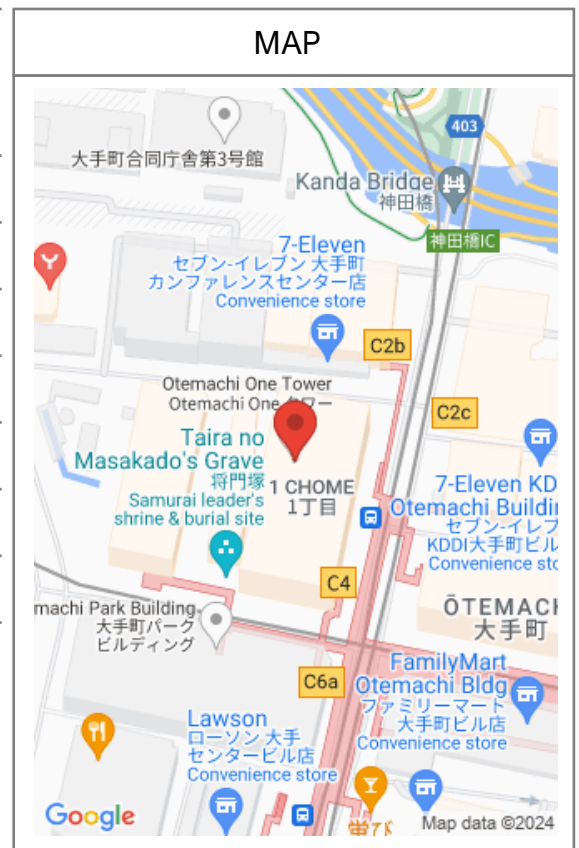 MAP
403
大手町合同庁舎第3号館
Kanda Bridge
神田橋
神田橋IC
7-Eleven
セブン-イレブン 大手町
カンファレンスセンター店
Convenience store
C2b
Otemachi One Tower
Otemachi One タワー
C2c
Taira no
Masakado's Grave
将門塚
Samurai leader's
shrine & burial site
1 CHOME
1丁目
7-Eleven KD
Otemachi Buildin
セブン-イレブ
KDDI大手町ビル
Convenience sto
C4
ŌTEMACH
大手町
machi Park Building
大手町パーク
ビルディング
C6a
FamilyMart
Otemachi Bldg
ファミリーマート
大手町ビル店
Convenience store
Lawson
ローソン 大手
センタービル店
Convenience store
Google
Map data ©2024